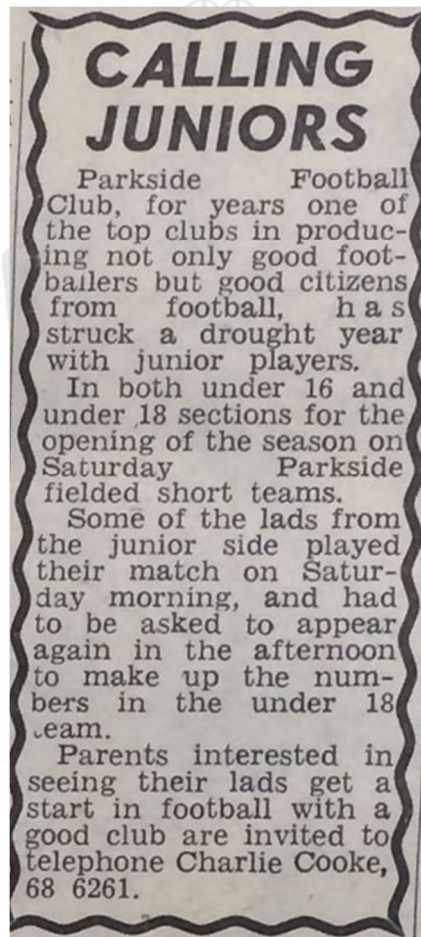 CALLING
JUNIORS
Parkside Football
Club, for years one of
the top clubs in produc-
ing not only good foot-
ballers but good citizens
from football, has
struck a drought year
with junior players.
In both under 16 and
under 18 sections for the
opening of the season on
Saturday Parkside
fielded short teams.
Some of the lads from
the junior side played
their match on Satur-
day morning, and had
to be asked to appear
again in the afternoon
to make up the num-
bers in the under 18
team.
Parents interested in
seeing their lads get a
start in football with a
good club are invited to
telephone Charlie Cooke,
68 6261.